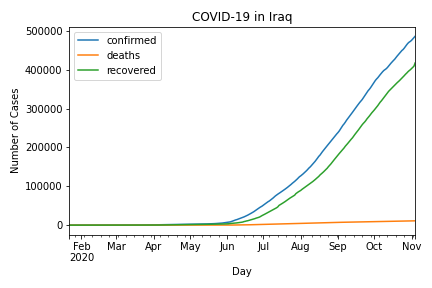 COVID-19 in Iraq
confirmed
deaths
recovered
Number of Cases
500000
400000
300000
200000
100000
0
Feb Mar Apr May Jun Jul Aug Sep Oct Nov
2020
Day